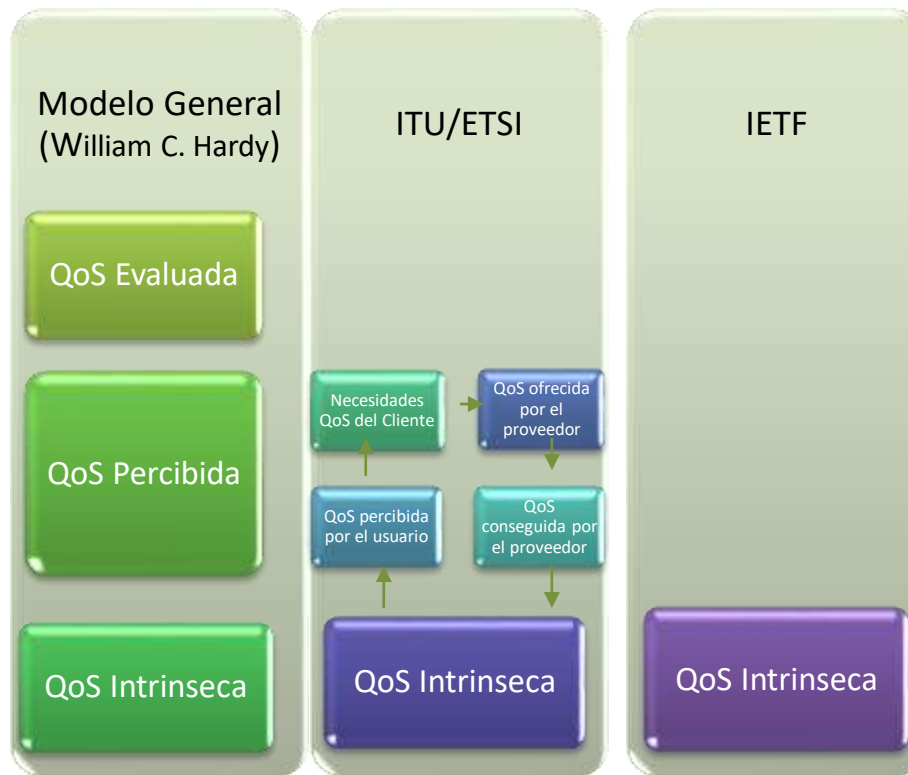 Modelo General
(William C. Hardy)
QoS Evaluada
QoS Percibida
QoS Intrinseca
ITU/ETSI
Necesidades
QoS del Cliente
QoS ofrecida
por el
proveedor
QoS percibida
por el usuario
QoS
conseguida por
el proveedor
QoS Intrinseca
IETF
QoS Intrinseca